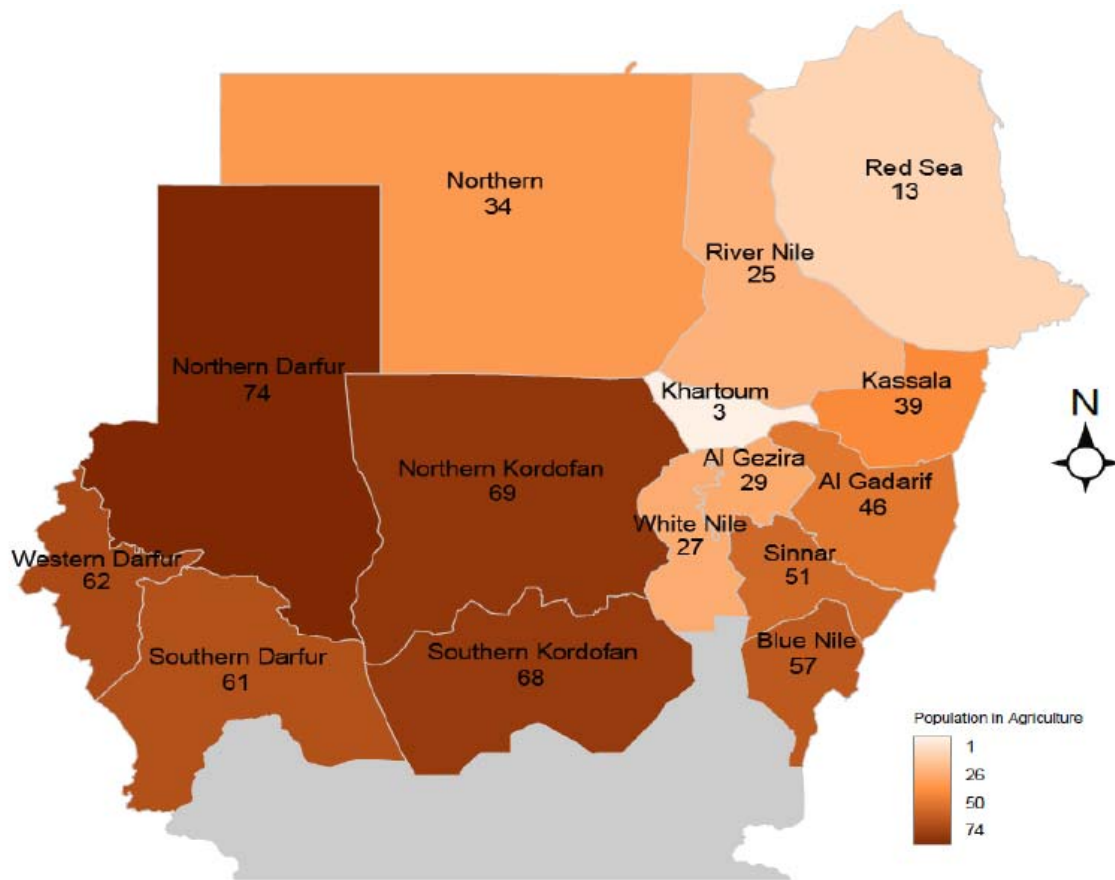 Northern
34
Red Sea
13
River Nile
25
Northern Darfur
74
Khartoum
3
Kassala
39
N
Northern Kordofan
69
Al Gezira
29
Al Gadarif
46
White Nile
27
Western Darfur
62
Sinnar
51
Southern Darfur
61
Southern Kordofan
68
Blue Nile
57
Population in Agriculture
1
26
50
74